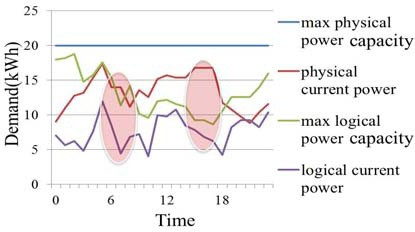 25
20
15
10
5
0
Demand(kWh)
0 6 12 18
Time
max physical
power capacity
physical
current power
max logical
power capacity
logical current
power